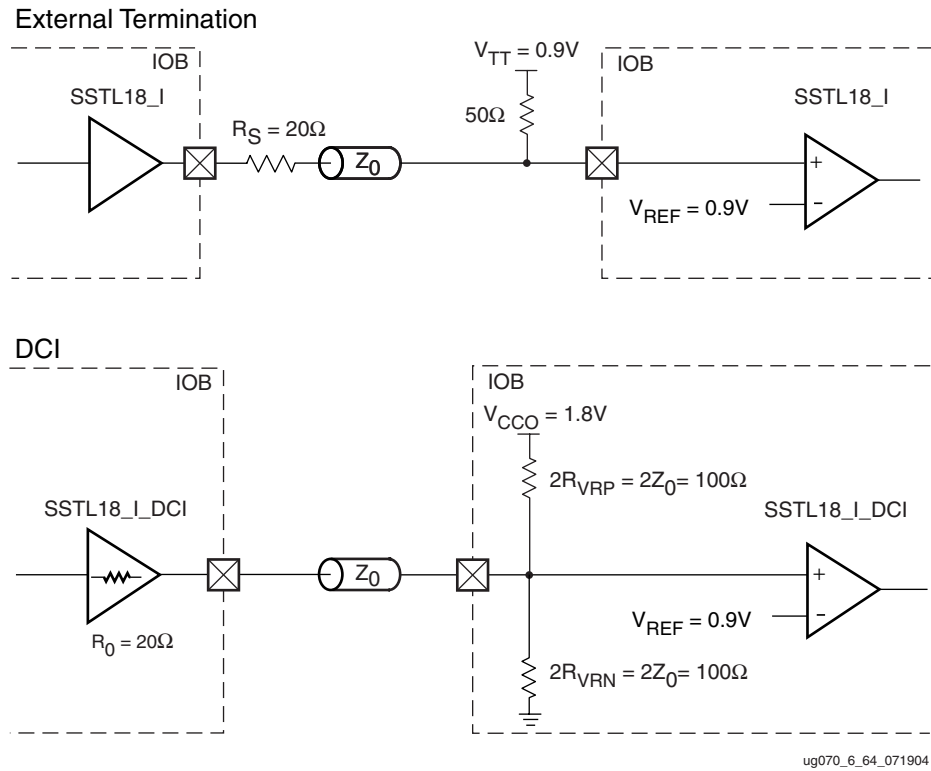 External Termination
IOB
SSTL18_I
R_S = 20Ω
Z_0
V_TT = 0.9V
50Ω
IOB
SSTL18_I
+
–
V_REF = 0.9V
DCI
IOB
SSTL18_I_DCI
R_0 = 20Ω
Z_0
IOB
V_CCO = 1.8V
2R_VRP = 2Z_0= 100Ω
SSTL18_I_DCI
+
–
V_REF = 0.9V
2R_VRN = 2Z_0= 100Ω
ug070_6_64_071904